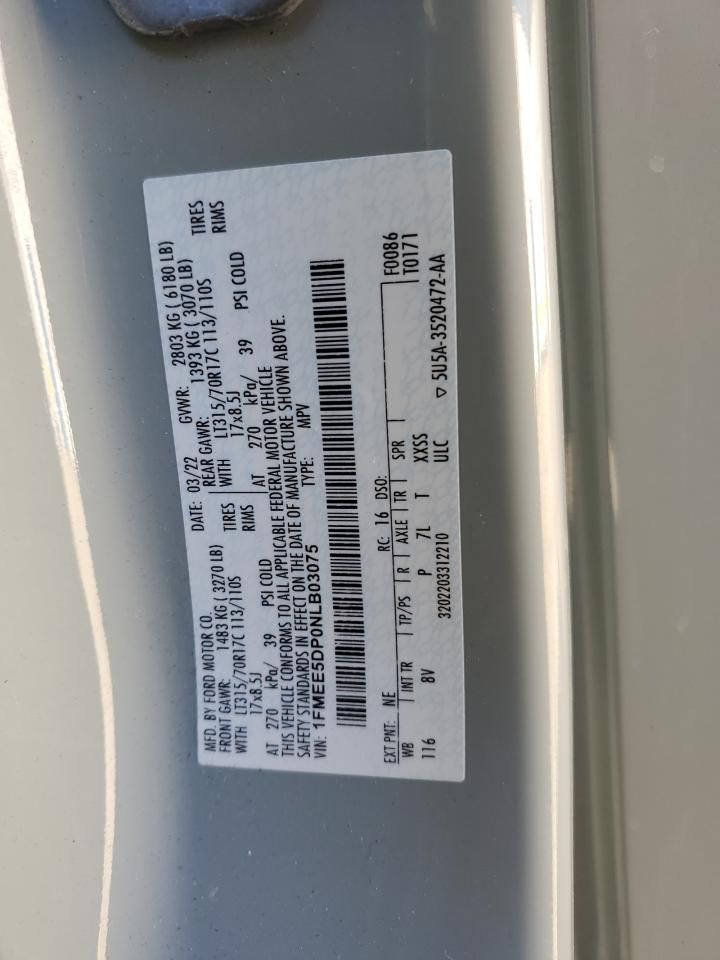 MFD. BY FORD MOTOR CO. DATE: 03/22 GVWR: 2803 KG ( 6180 LB)
FRONT GAWR: 1483 KG ( 3270 LB) REAR GAWR: 1393 KG ( 3070 LB)
WITH LT315/70R17C 113/110S TIRES WITH LT315/70R17C 113/110S TIRES
17x8.5J RIMS 17x8.5J RIMS
AT 270 kPa/ 39 PSI COLD AT 270 kPa/ 39 PSI COLD
THIS VEHICLE CONFORMS TO ALL APPLICABLE FEDERAL MOTOR VEHICLE
SAFETY STANDARDS IN EFFECT ON THE DATE OF MANUFACTURE SHOWN ABOVE.
VIN: 1FMEE5DP0NLB03075 TYPE: MPV
EXT PNT: NE RC: 16 DSO: F0086
WB INT TR TP/PS R AXLE TR SPR T0171
116 8V P 7L T XXSS
3202203312210 ULC ▽ 5U5A-3520472-AA